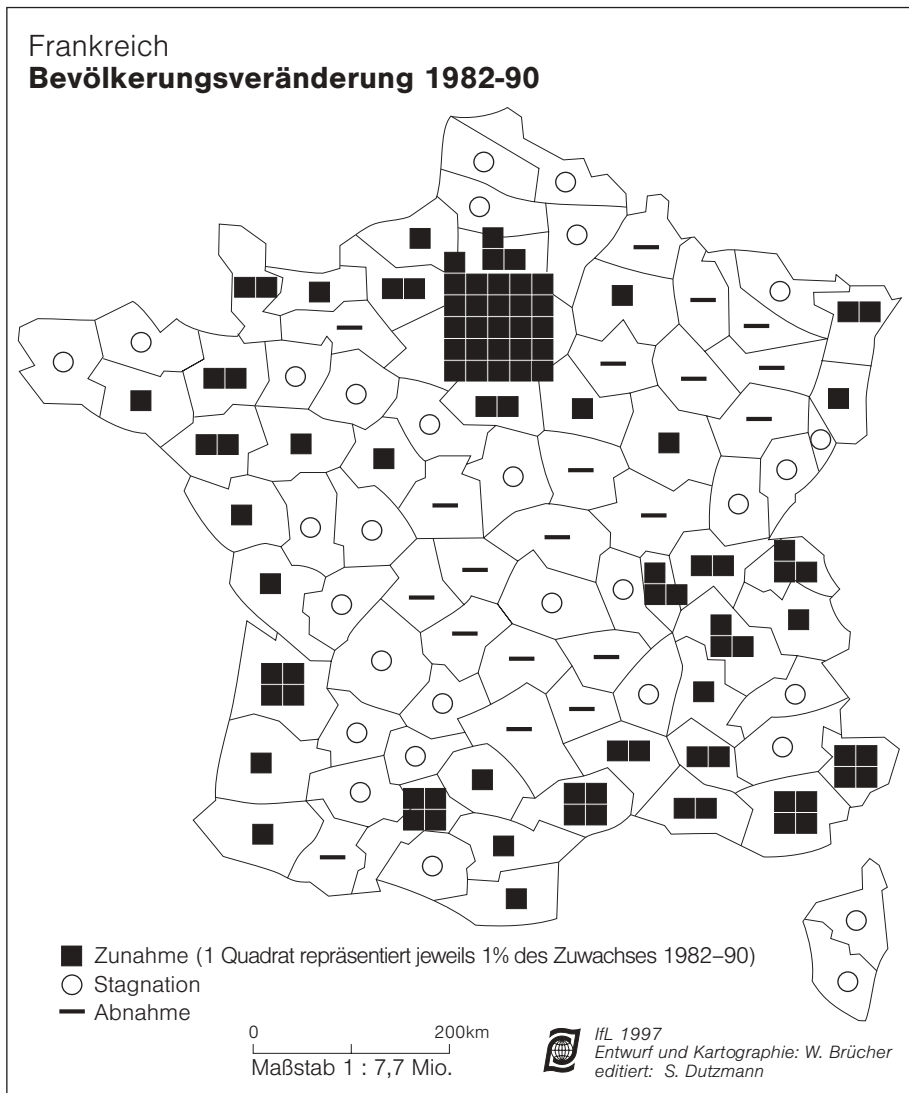 Frankreich
Bevölkerungsveränderung 1982-90
Zunahme (1 Quadrat repräsentiert jeweils 1% des Zuwachses 1982–90)
Stagnation
Abnahme
0 200km
Maßstab 1 : 7,7 Mio.
IfL 1997
Entwurf und Kartographie: W. Brücher
editiert: S. Dutzmann